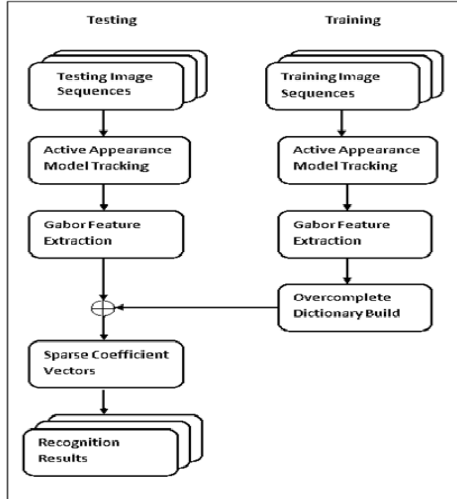 Testing
Training
Testing Image
Sequences
Training Image
Sequences
Active Appearance
Model Tracking
Active Appearance
Model Tracking
Gabor Feature
Extraction
Gabor Feature
Extraction
Overcomplete
Dictionary Build
Sparse Coefficient
Vectors
Recognition
Results